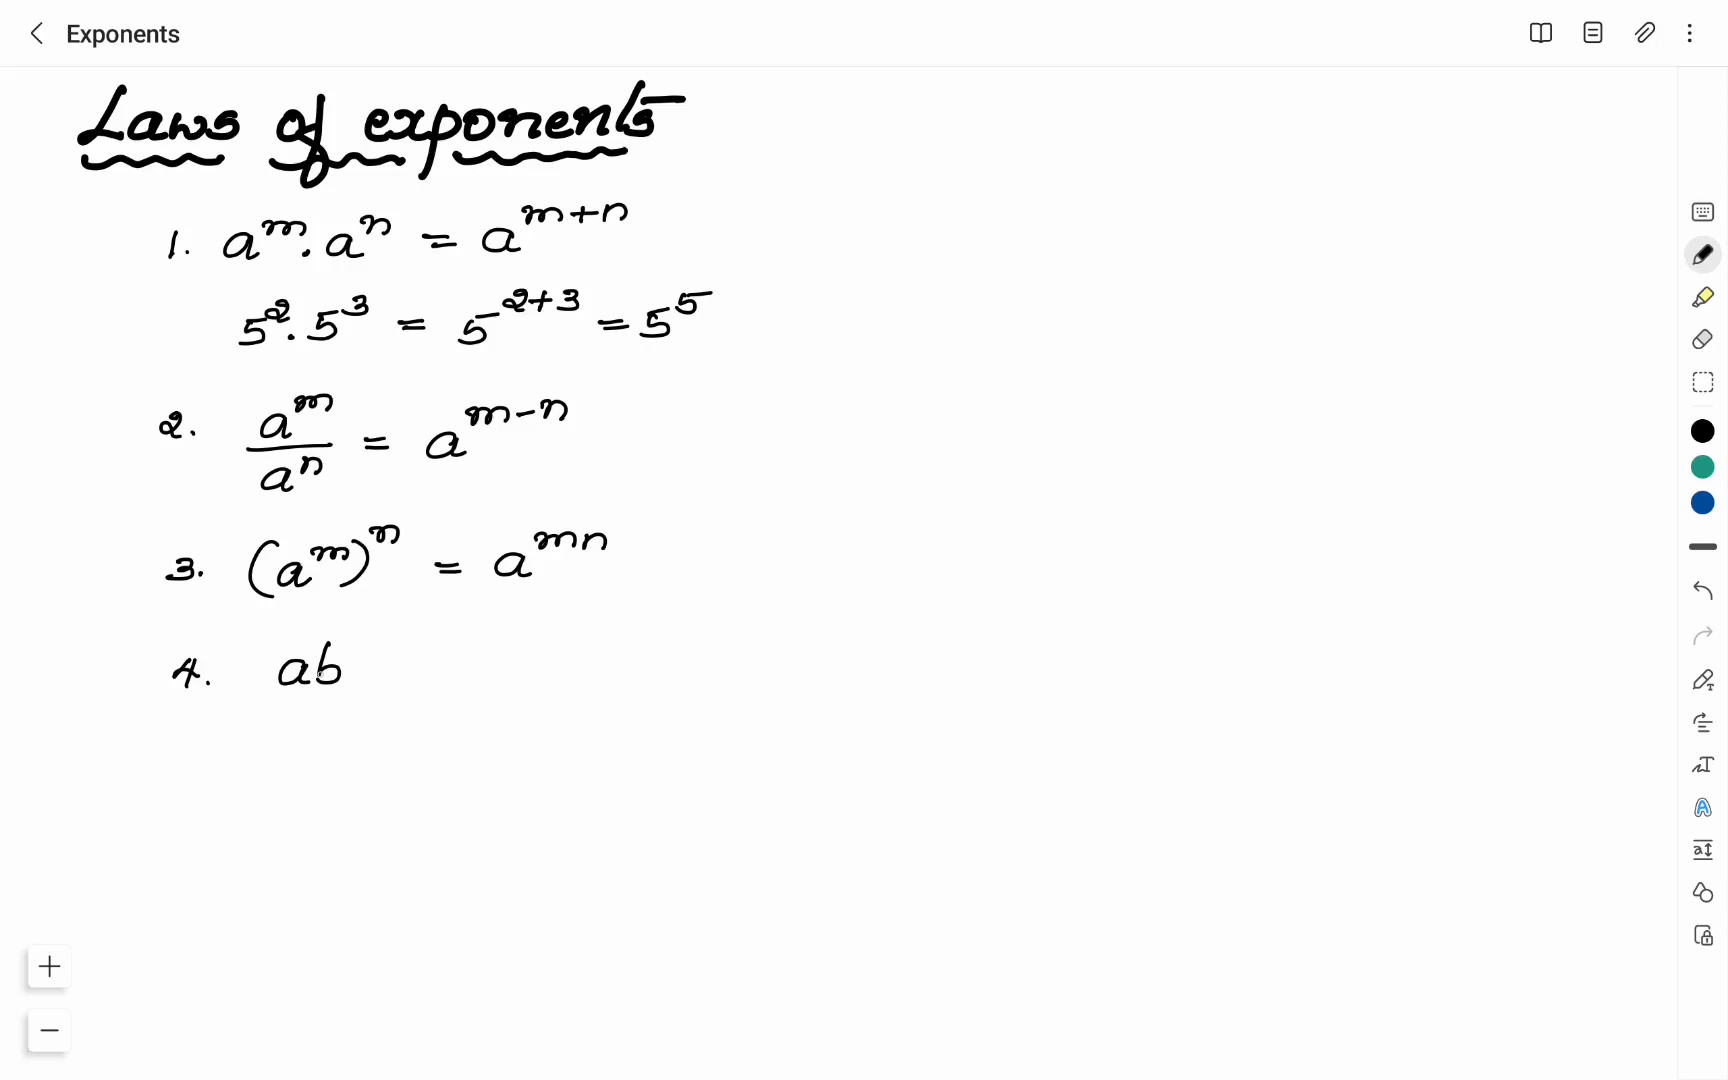 Exponents
Laws of exponents
1. a^m . a^n = a^{m+n}
5^2 . 5^3 = 5^{2+3} = 5^5
2. a^m / a^n = a^{m-n}
3. (a^m)^n = a^{mn}
4. ab